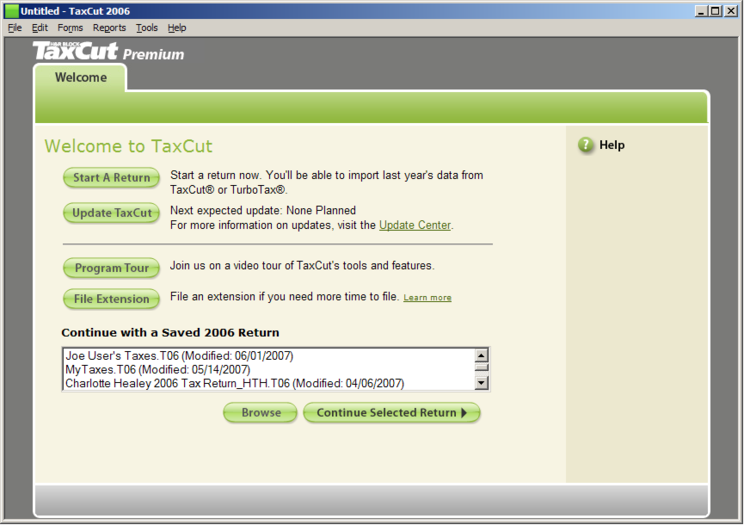 Untitled - TaxCut 2006
File Edit Forms Reports Tools Help
H&R BLOCK
TaxCut Premium
Welcome
Welcome to TaxCut
? Help
Start A Return
Start a return now. You'll be able to import last year's data from
TaxCut® or TurboTax®.
Update TaxCut
Next expected update: None Planned
For more information on updates, visit the Update Center.
Program Tour
Join us on a video tour of TaxCut's tools and features.
File Extension
File an extension if you need more time to file. Learn more
Continue with a Saved 2006 Return
Joe User's Taxes.T06 (Modified: 06/01/2007)
MyTaxes.T06 (Modified: 05/14/2007)
Charlotte Healey 2006 Tax Return_HTH.T06 (Modified: 04/06/2007)
Browse
Continue Selected Return